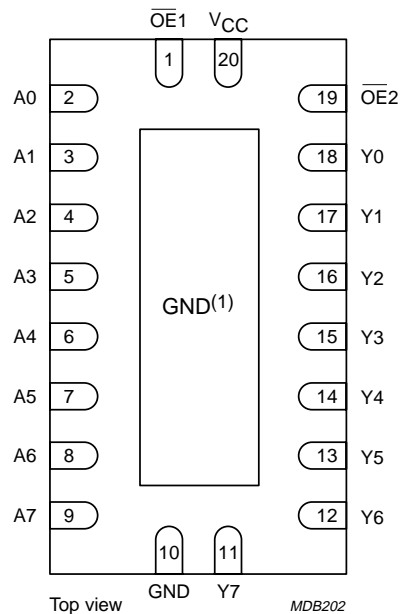 O̅E̅1 VCC
1 20
A0 2 19 O̅E̅2
A1 3 18 Y0
A2 4 17 Y1
A3 5 16 Y2
GND(1)
A4 6 15 Y3
A5 7 14 Y4
A6 8 13 Y5
A7 9 12 Y6
10 11
GND Y7
Top view MDB202